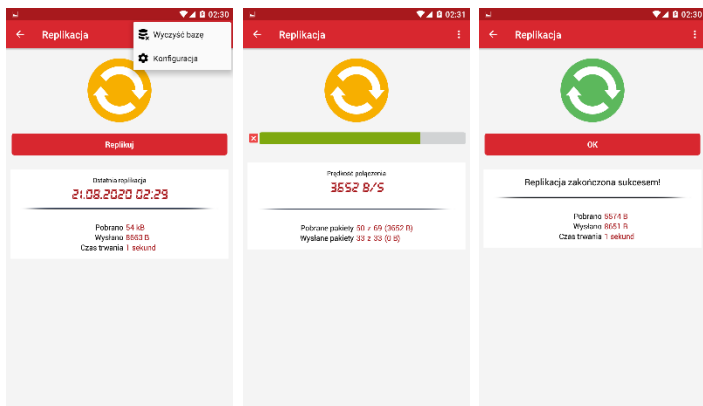 02:30
Replikacja
Wyczyść bazę
Konfiguracja
Replikuj
Ostatnia replikacja
21.08.2020 02:29
Pobrano 54 kB
Wysłano 8663 B
Czas trwania 1 sekund
02:31
Replikacja
Prędkość połączenia
3652 B/S
Pobrane pakiety 50 z 69 (3652 B)
Wysłane pakiety 33 z 33 (0 B)
02:30
Replikacja
OK
Replikacja zakończona sukcesem!
Pobrano 5574 B
Wysłano 8651 B
Czas trwania 1 sekund